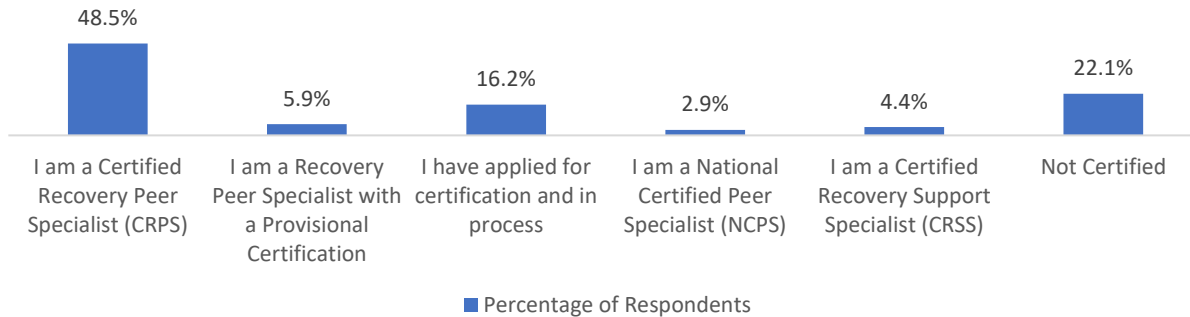 48.5%
5.9%
16.2%
2.9%
4.4%
22.1%
I am a Certified
Recovery Peer
Specialist (CRPS)
I am a Recovery
Peer Specialist with
a Provisional
Certification
I have applied for
certification and in
process
I am a National
Certified Peer
Specialist (NCPS)
I am a Certified
Recovery Support
Specialist (CRSS)
Not Certified
Percentage of Respondents